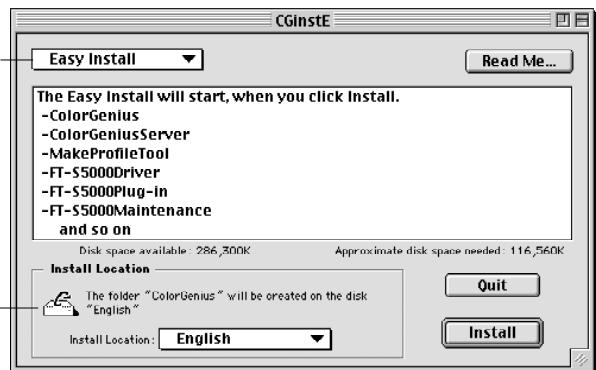 CGinstE
Easy Install
Read Me...
The Easy Install will start, when you click Install.
-ColorGenius
-ColorGeniusServer
-MakeProfileTool
-FT-S5000Driver
-FT-S5000Plug-in
-FT-S5000Maintenance
and so on
Disk space available: 286,300K
Approximate disk space needed: 116,560K
Install Location
The folder "ColorGenius" will be created on the disk
"English"
Install Location: English
Quit
Install